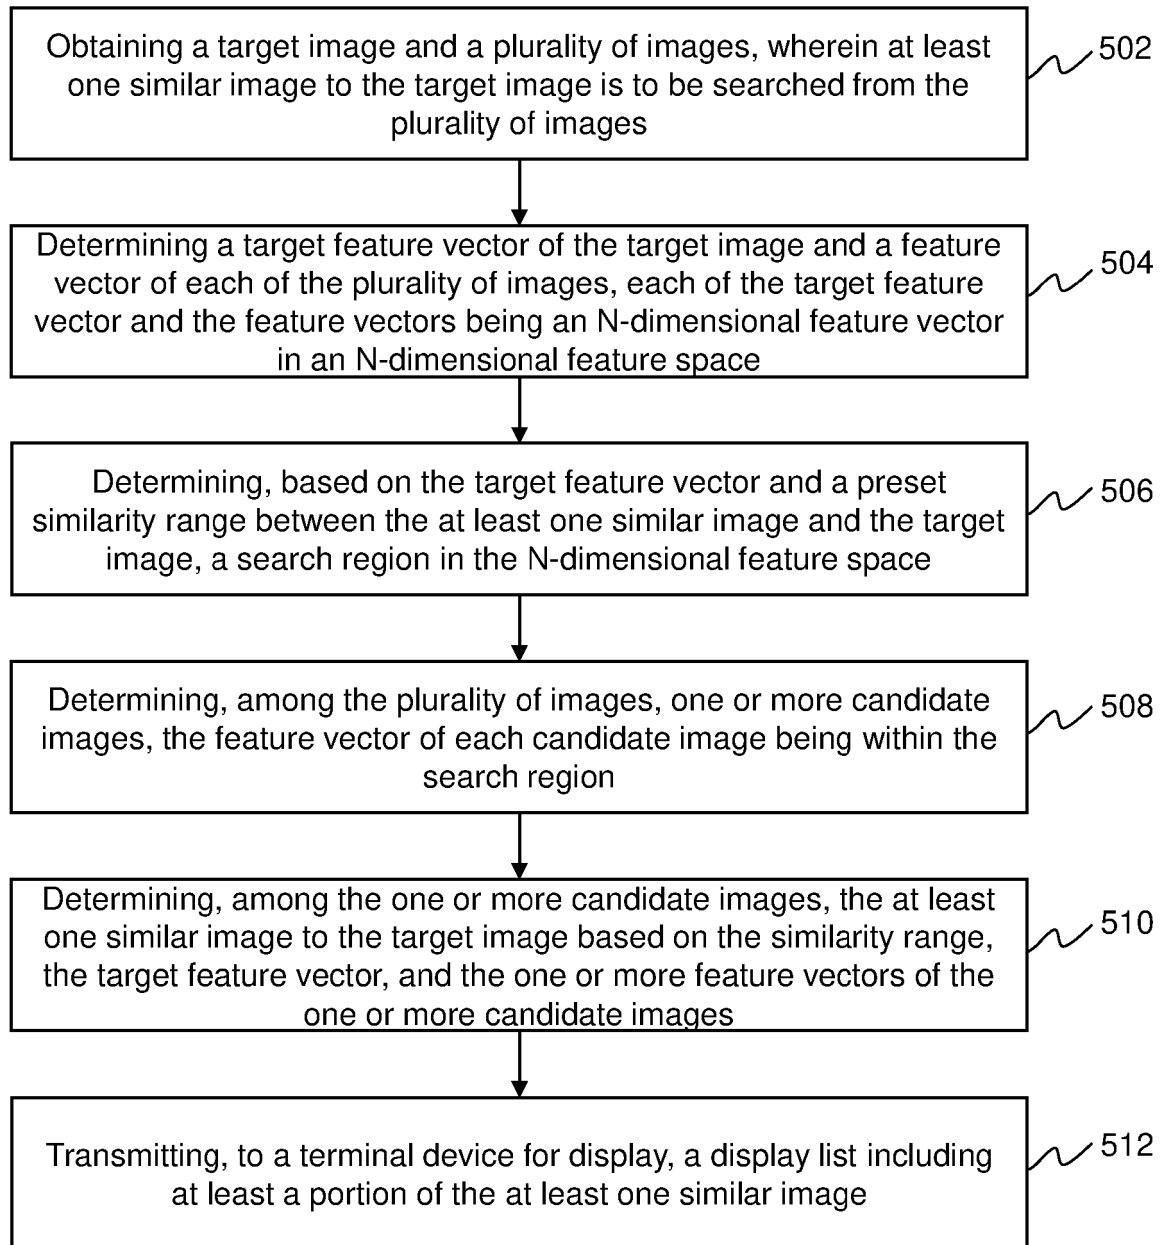 Obtaining a target image and a plurality of images, wherein at least
one similar image to the target image is to be searched from the
plurality of images
502
Determining a target feature vector of the target image and a feature
vector of each of the plurality of images, each of the target feature
vector and the feature vectors being an N-dimensional feature vector
in an N-dimensional feature space
504
Determining, based on the target feature vector and a preset
similarity range between the at least one similar image and the target
image, a search region in the N-dimensional feature space
506
Determining, among the plurality of images, one or more candidate
images, the feature vector of each candidate image being within the
search region
508
Determining, among the one or more candidate images, the at least
one similar image to the target image based on the similarity range,
the target feature vector, and the one or more feature vectors of the
one or more candidate images
510
Transmitting, to a terminal device for display, a display list including
at least a portion of the at least one similar image
512